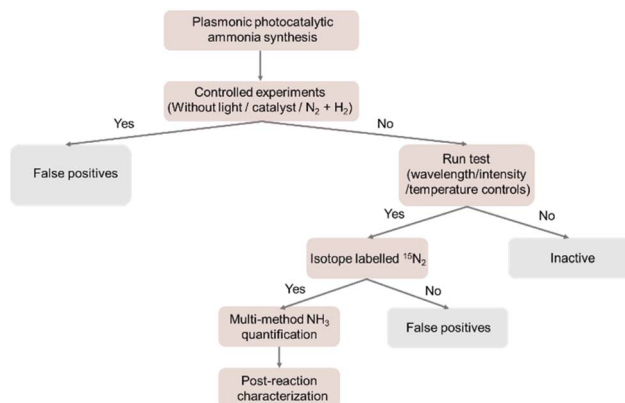 Plasmonic photocatalytic
ammonia synthesis
Controlled experiments
(Without light / catalyst / N₂ + H₂)
Yes
No
False positives
Run test
(wavelength/intensity
/temperature controls)
Yes
No
Isotope labelled ¹⁵N₂
Inactive
Yes
No
Multi-method NH₃
quantification
False positives
Post-reaction
characterization